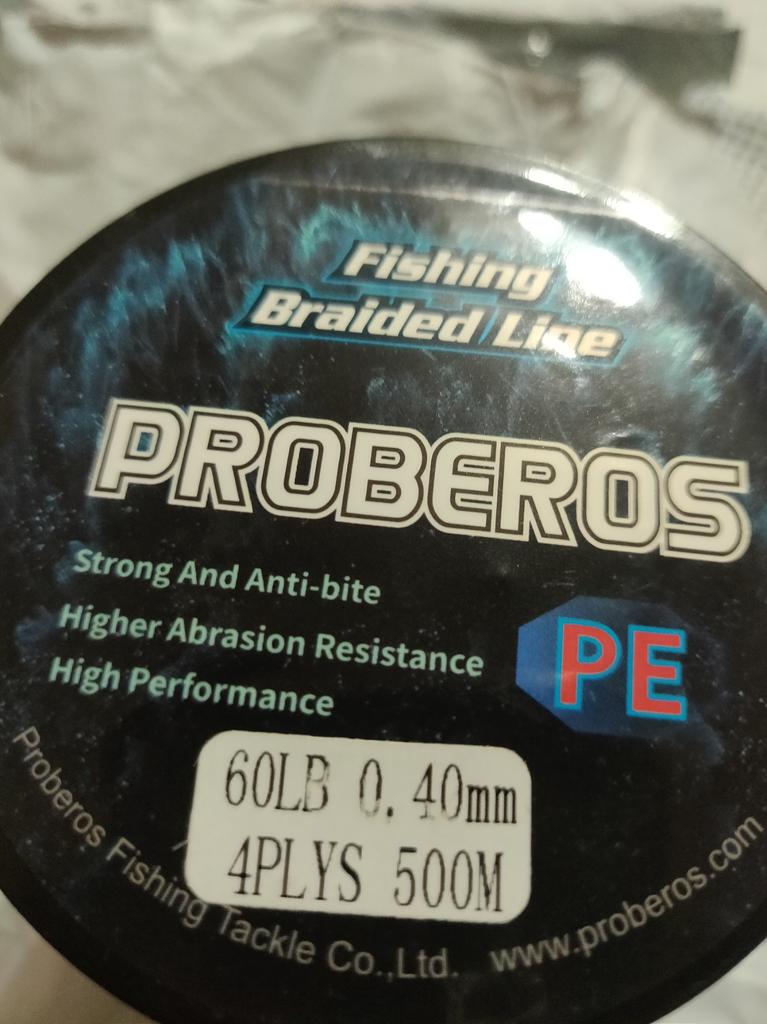 Fishing
Braided Line
PROBEROS
Strong And Anti-bite
Higher Abrasion Resistance
High Performance
PE
60LB 0.40mm
4PLYS 500M
Proberos Fishing Tackle Co.,Ltd. www.proberos.com